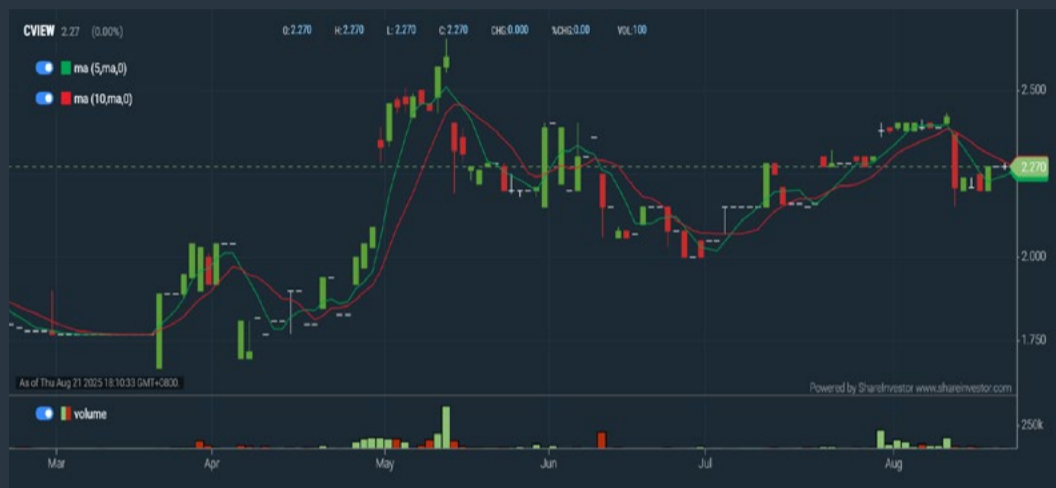 CVIEW 2.27 (0.00%) O:2.270 H:2.270 L:2.270 C:2.270 CHG:0.000 %CHG:0.00 VOL:100
ma (5,ma,0)
ma (10,ma,0)
2.500
2.270
2.000
1.750
As of Thu Aug 21 2025 18:10:33 GMT+0800.
Powered by ShareInvestor www.shareinvestor.com
volume
250k
Mar Apr May Jun Jul Aug